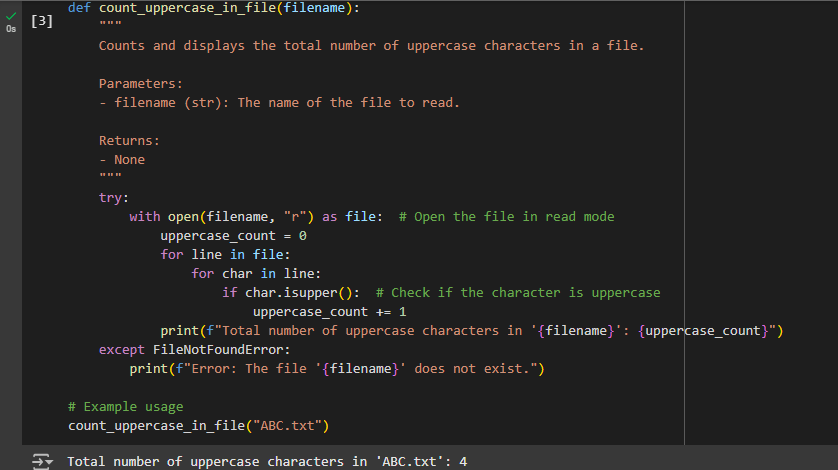 def count_uppercase_in_file(filename):
[3]
"""
0s
Counts and displays the total number of uppercase characters in a file.
Parameters:
- filename (str): The name of the file to read.
Returns:
- None
"""
try:
with open(filename, "r") as file:  # Open the file in read mode
uppercase_count = 0
for line in file:
for char in line:
if char.isupper():  # Check if the character is uppercase
uppercase_count += 1
print(f"Total number of uppercase characters in '{filename}': {uppercase_count}")
except FileNotFoundError:
print(f"Error: The file '{filename}' does not exist.")
# Example usage
count_uppercase_in_file("ABC.txt")
Total number of uppercase characters in 'ABC.txt': 4